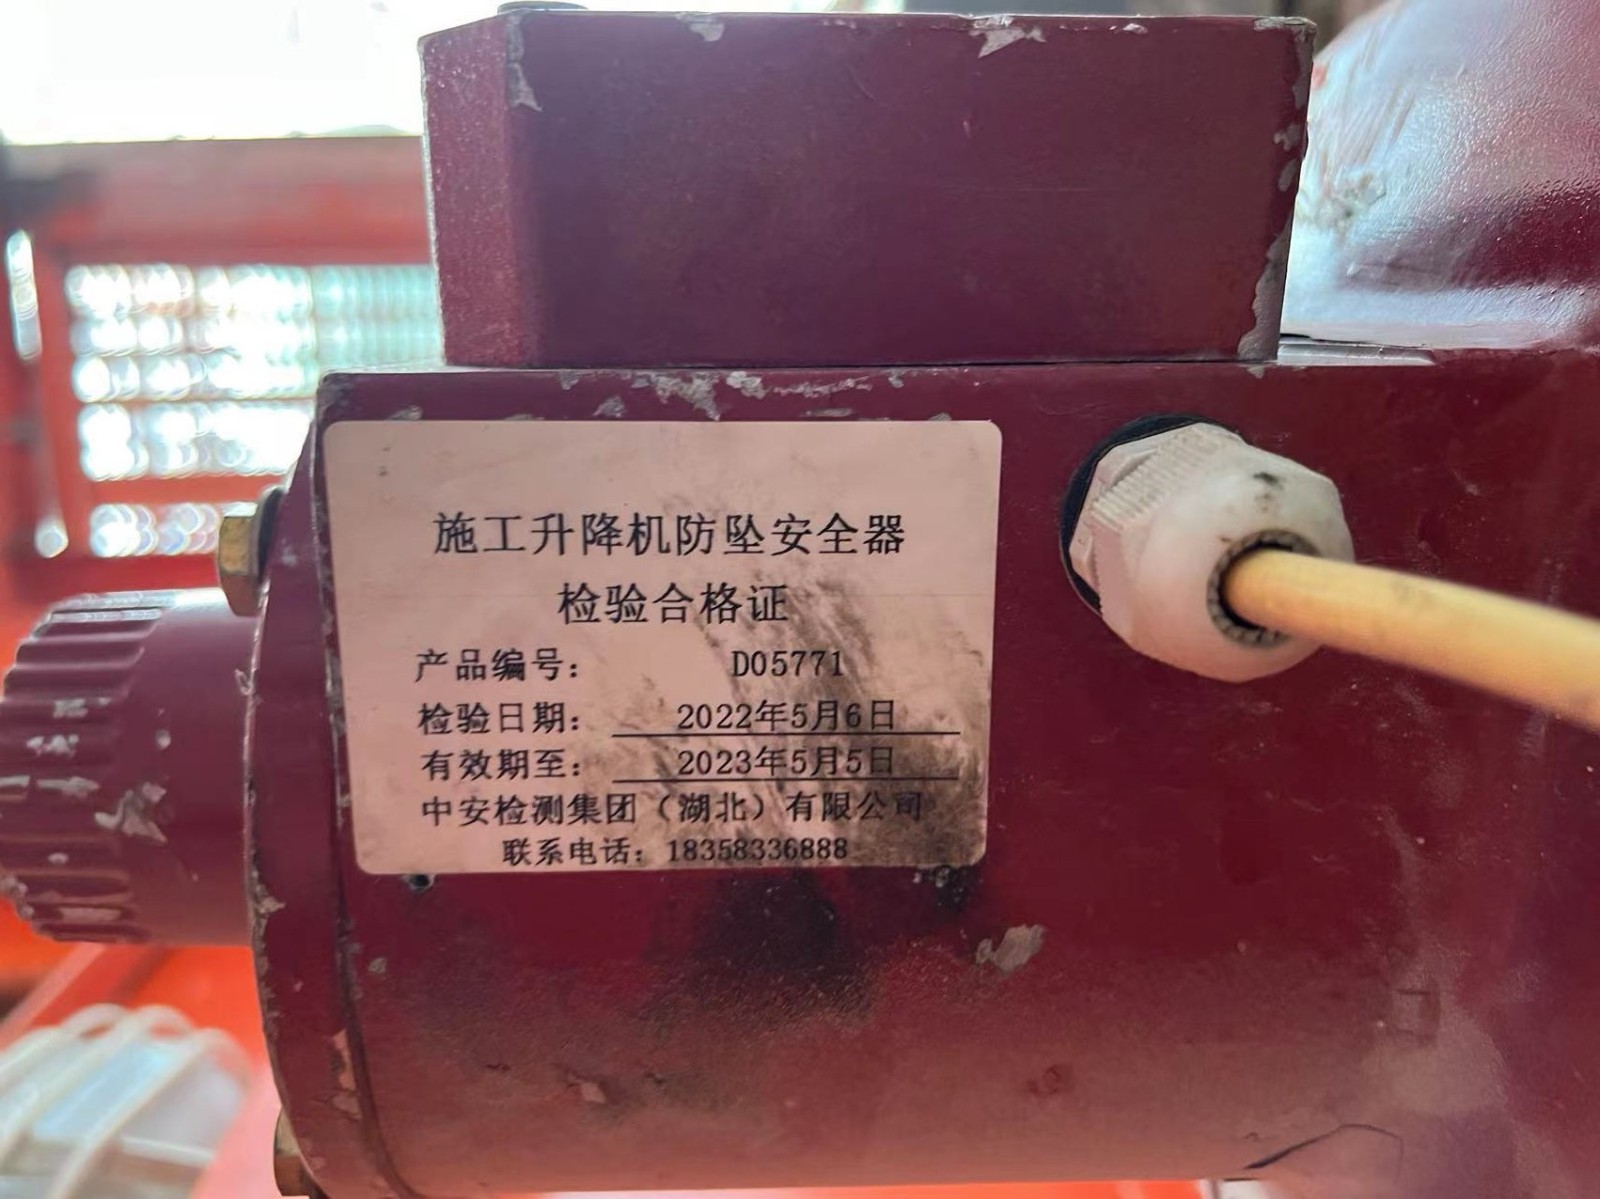 施工升降机防坠安全器
检验合格证
产品编号： D05771
检验日期： 2022年5月6日
有效期至： 2023年5月5日
中安检测集团（湖北）有限公司
联系电话：18358336888